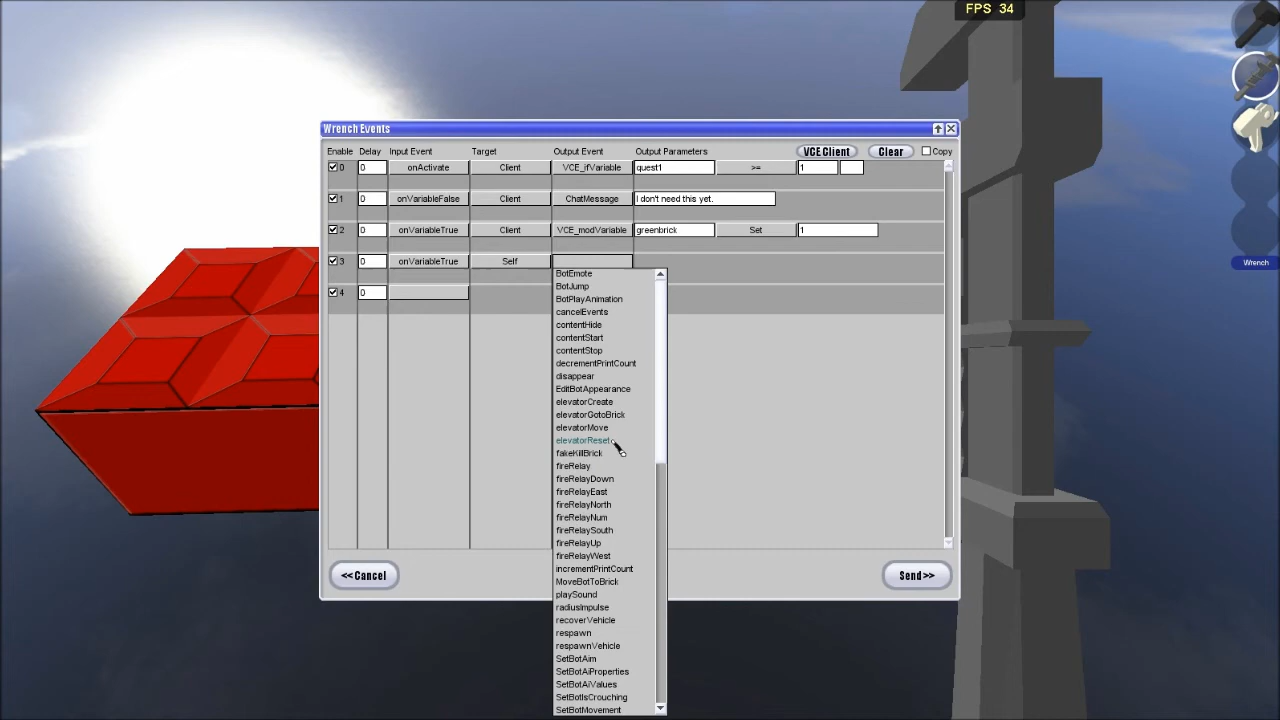 FPS 34
Wrench Events
Enable Delay Input Event Target Output Event Output Parameters VCE Client Clear Copy
0 0 onActivate Client VCE_ifVariable quest1 >= 1
1 0 onVariableFalse Client ChatMessage I don't need this yet.
2 0 onVariableTrue Client VCE_modVariable greenbrick Set 1
3 0 onVariableTrue Self
4 0
BotEmote
BotJump
BotPlayAnimation
cancelEvents
contentHide
contentStart
contentStop
decrementPrintCount
disappear
EditBotAppearance
elevatorCreate
elevatorGotoBrick
elevatorMove
elevatorReset
fakeKillBrick
fireRelay
fireRelayDown
fireRelayEast
fireRelayNorth
fireRelayNum
fireRelaySouth
fireRelayUp
fireRelayWest
incrementPrintCount
MoveBotToBrick
playSound
radiusImpulse
recoverVehicle
respawn
respawnVehicle
SetBotAim
SetBotAiProperties
SetBotAiValues
SetBotIsCrouching
SetBotMovement
<<Cancel
Send>>
Wrench